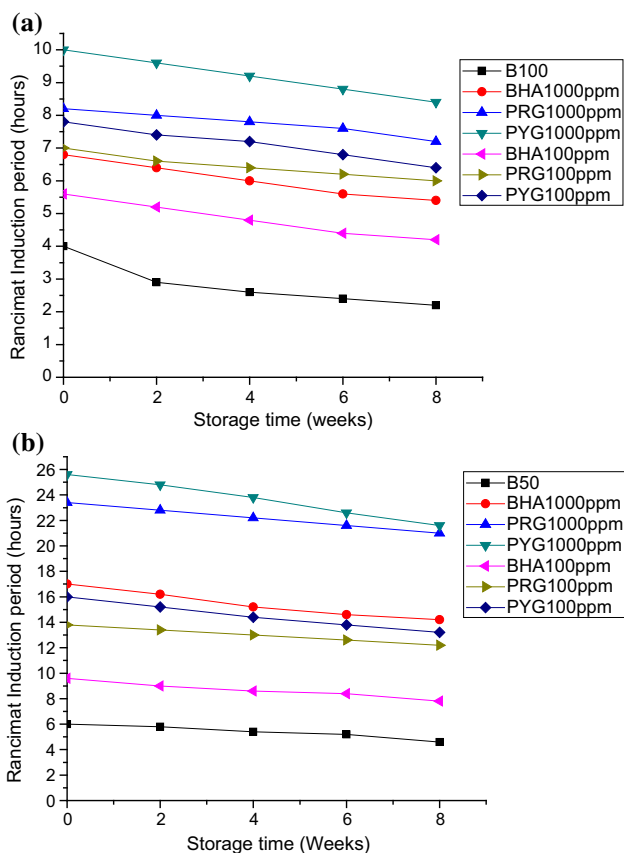 (a)
Rancimat Induction period (hours)
10
9
8
7
6
5
4
3
2
1
0
0 2 4 6 8
Storage time (weeks)
B100
BHA1000ppm
PRG1000ppm
PYG1000ppm
BHA100ppm
PRG100ppm
PYG100ppm
(b)
Rancimat Induction period (hours)
26
24
22
20
18
16
14
12
10
8
6
4
2
0
0 2 4 6 8
Storage time (Weeks)
B50
BHA1000ppm
PRG1000ppm
PYG1000ppm
BHA100ppm
PRG100ppm
PYG100ppm